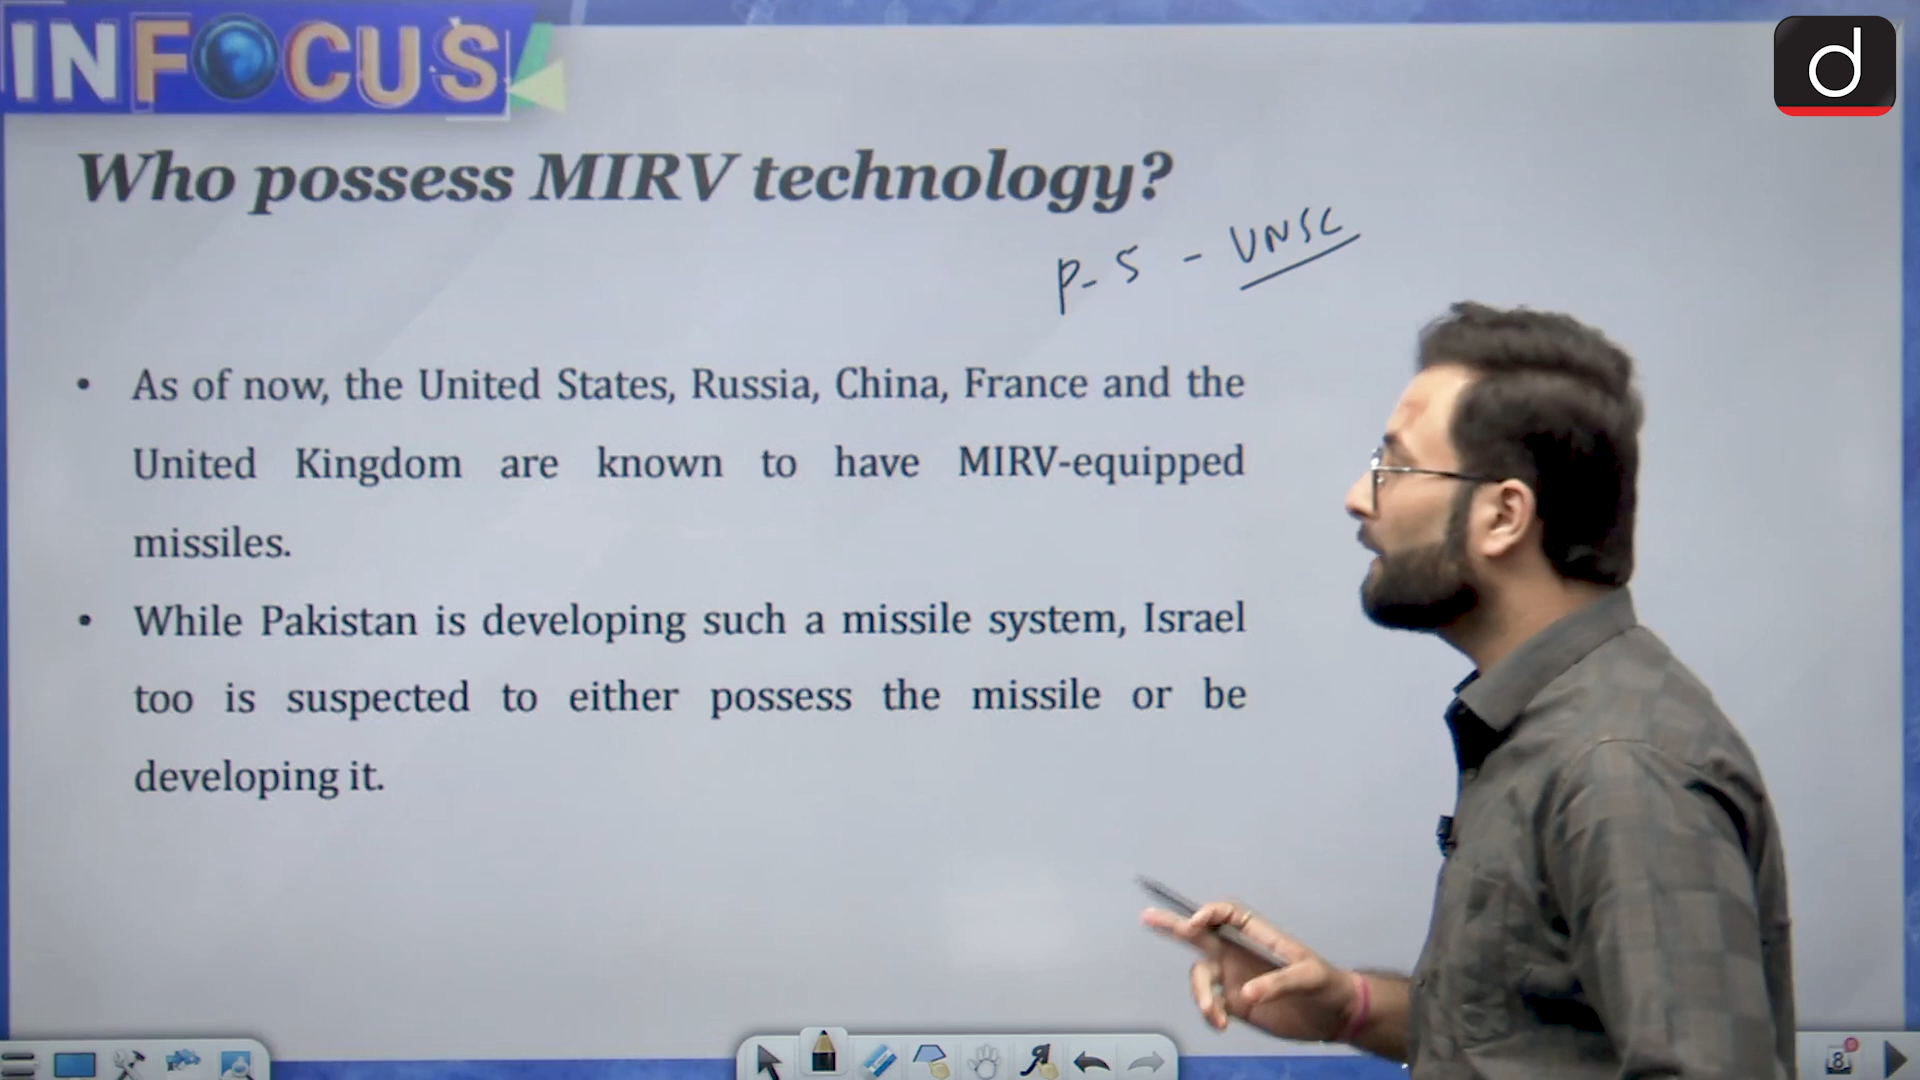 INFOCUS
d
Who possess MIRV technology?
P-5 - UNSC
• As of now, the United States, Russia, China, France and the
United Kingdom are known to have MIRV-equipped
missiles.
• While Pakistan is developing such a missile system, Israel
too is suspected to either possess the missile or be
developing it.
8